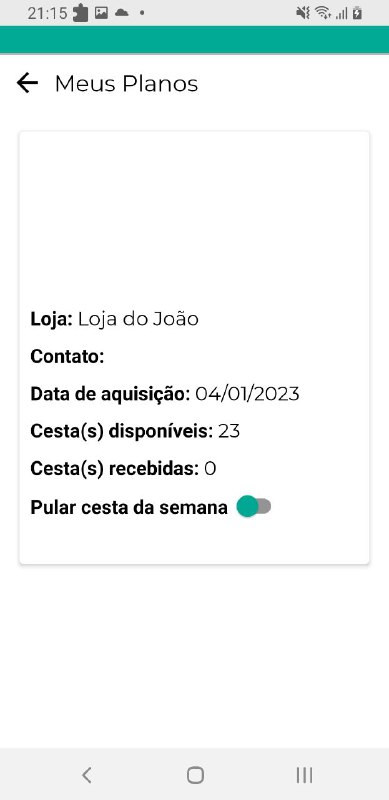 21:15
Meus Planos
Loja: Loja do João
Contato:
Data de aquisição: 04/01/2023
Cesta(s) disponíveis: 23
Cesta(s) recebidas: 0
Pular cesta da semana